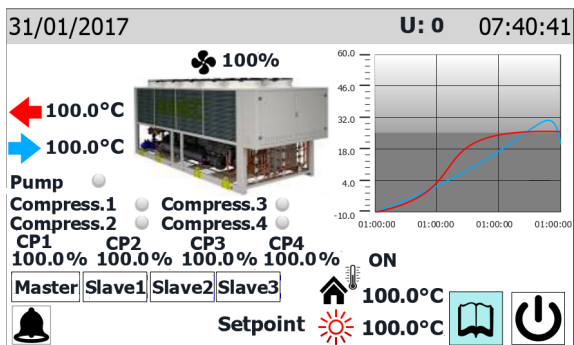 31/01/2017 U: 0 07:40:41
100%
100.0°C
100.0°C
Pump
Compress.1 Compress.3
Compress.2 Compress.4
CP1 CP2 CP3 CP4
100.0% 100.0% 100.0% 100.0%
Master Slave1 Slave2 Slave3
60.0
46.0
32.0
18.0
4.0
-10.0
01:00:00 01:00:00 01:00:00 01:00:00
ON
100.0°C
Setpoint 100.0°C